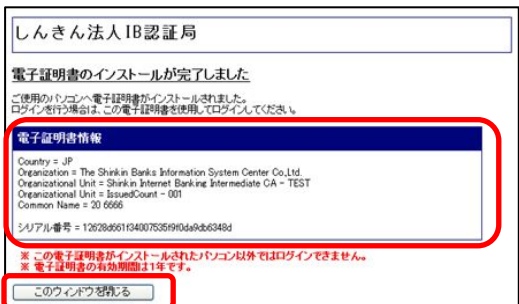 しんきん法人IB認証局
電子証明書のインストールが完了しました
ご使用のパソコンへ電子証明書がインストールされました。
ログインを行う場合は、この電子証明書を使用してログインしてください。
電子証明書情報
Country = JP
Organization = The Shinkin Banks Information System Center Co.,Ltd.
Organizational Unit = Shinkin Internet Banking Intermediate CA - TEST
Organizational Unit = IssuedCount - 001
Common Name = 20 6666
シリアル番号 = 12628d661f34007535f9f0da9db6348d
※ この電子証明書がインストールされたパソコン以外ではログインできません。
※ 電子証明書の有効期間は1年です。
このウィンドウを閉じる